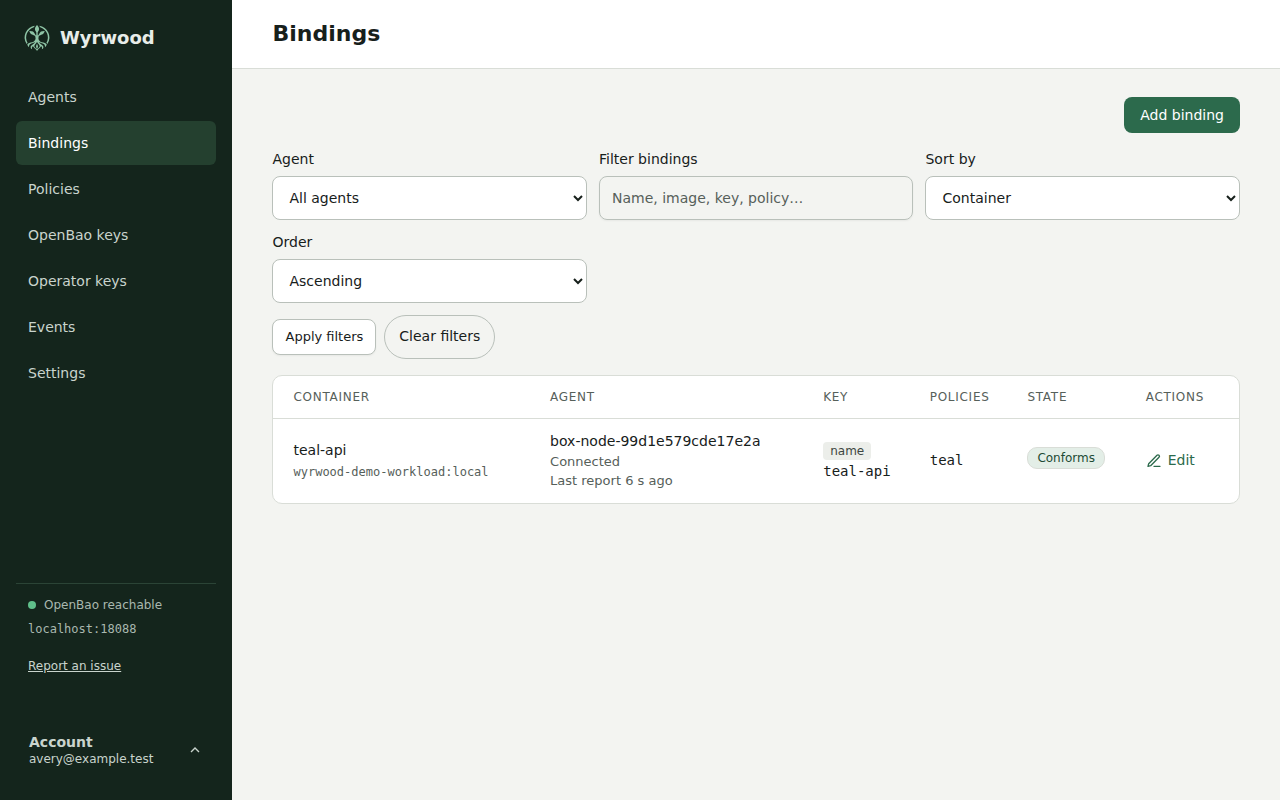 Wyrwood
Agents
Bindings
Policies
OpenBao keys
Operator keys
Events
Settings
OpenBao reachable
localhost:18088
Report an issue
Account
avery@example.test
Bindings
Add binding
Agent
Filter bindings
Sort by
All agents
Name, image, key, policy…
Container
Order
Ascending
Apply filters
Clear filters
CONTAINER AGENT KEY POLICIES STATE ACTIONS
teal-api
wyrwood-demo-workload:local
box-node-99d1e579cde17e2a
Connected
Last report 6 s ago
name
teal-api
teal
Conforms
Edit